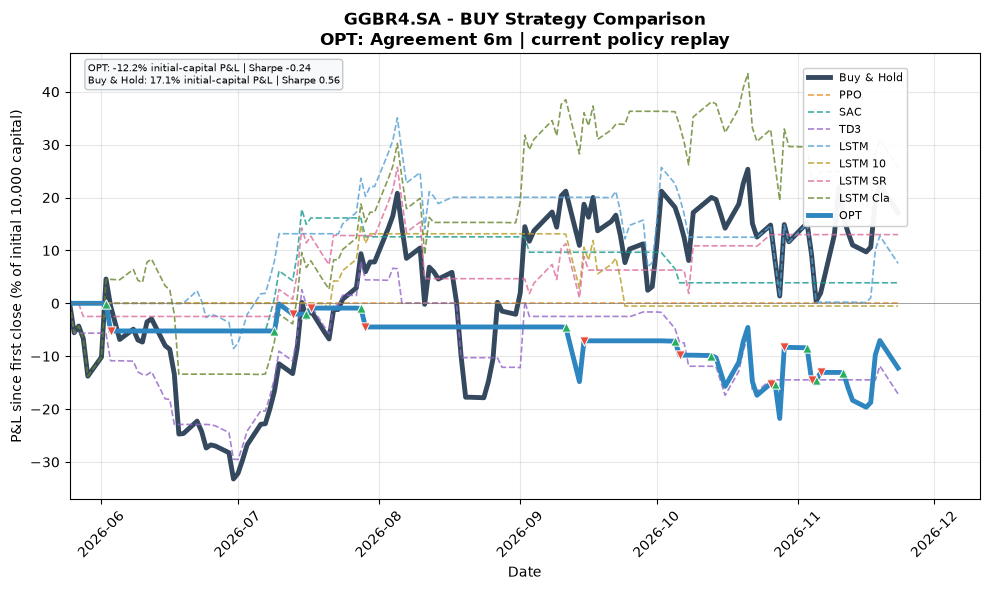 GGBR4.SA - BUY Strategy Comparison
OPT: Agreement 6m | current policy replay
OPT: -12.2% initial-capital P&L | Sharpe -0.24
Buy & Hold: 17.1% initial-capital P&L | Sharpe 0.56
Buy & Hold
PPO
SAC
TD3
LSTM
LSTM 10
LSTM SR
LSTM Cla
OPT
P&L since first close (% of initial 10,000 capital)
40
30
20
10
0
−10
−20
−30
2026-06
2026-07
2026-08
2026-09
2026-10
2026-11
2026-12
Date